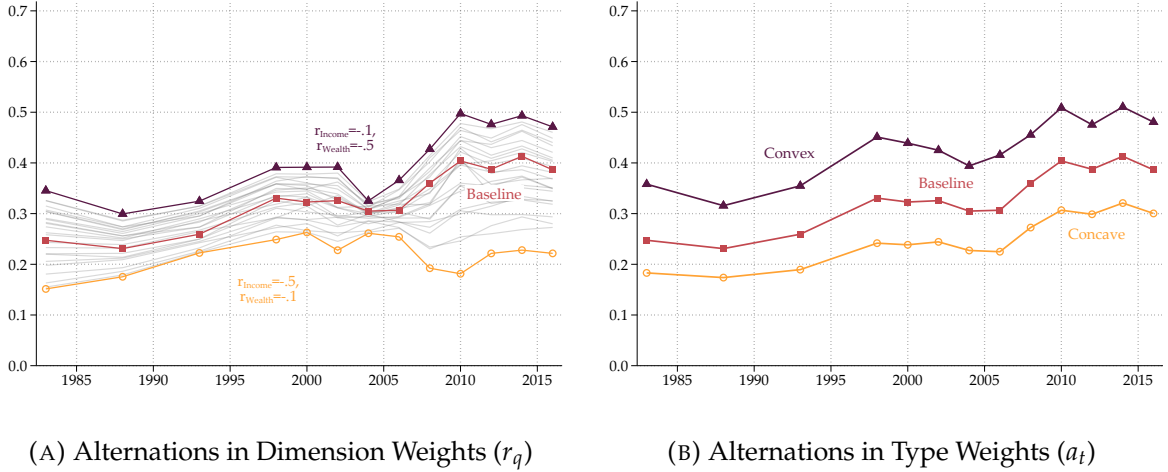 0.7
0.6
0.5
0.4
0.3
0.2
0.1
0.0
1985 1990 1995 2000 2005 2010 2015
r_Income=-.1,
r_Wealth=-.5
Baseline
r_Income=-.5,
r_Wealth=-.1
(A) Alternations in Dimension Weights (r_q)
0.7
0.6
0.5
0.4
0.3
0.2
0.1
0.0
1985 1990 1995 2000 2005 2010 2015
Convex
Baseline
Concave
(B) Alternations in Type Weights (a_t)